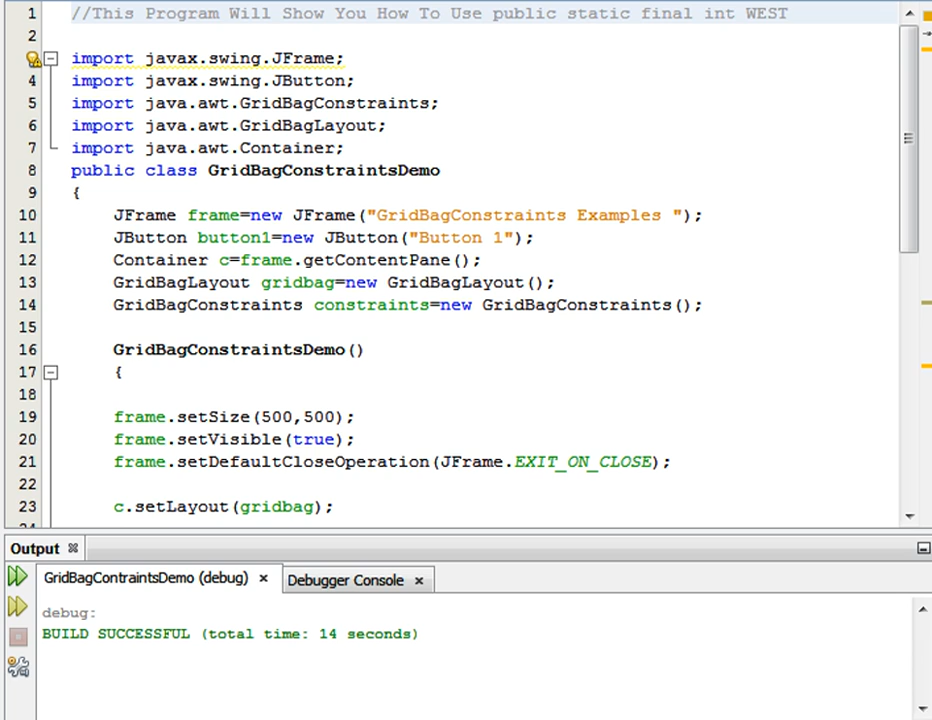 1 //This Program Will Show You How To Use public static final int WEST
2
import javax.swing.JFrame;
4 import javax.swing.JButton;
5 import java.awt.GridBagConstraints;
6 import java.awt.GridBagLayout;
7 import java.awt.Container;
8 public class GridBagConstraintsDemo
9 {
10 JFrame frame=new JFrame("GridBagConstraints Examples ");
11 JButton button1=new JButton("Button 1");
12 Container c=frame.getContentPane();
13 GridBagLayout gridbag=new GridBagLayout();
14 GridBagConstraints constraints=new GridBagConstraints();
15
16 GridBagConstraintsDemo()
17 {
18
19 frame.setSize(500,500);
20 frame.setVisible(true);
21 frame.setDefaultCloseOperation(JFrame.EXIT_ON_CLOSE);
22
23 c.setLayout(gridbag);
Output
GridBagContraintsDemo (debug) Debugger Console
debug:
BUILD SUCCESSFUL (total time: 14 seconds)